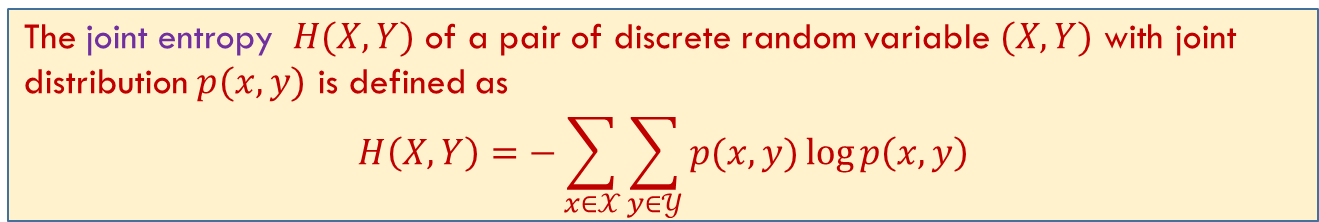 The joint entropy H(X, Y) of a pair of discrete random variable (X, Y) with joint
distribution p(x, y) is defined as
H(X, Y) = − ∑_{x∈𝒳} ∑_{y∈𝒴} p(x, y) log p(x, y)